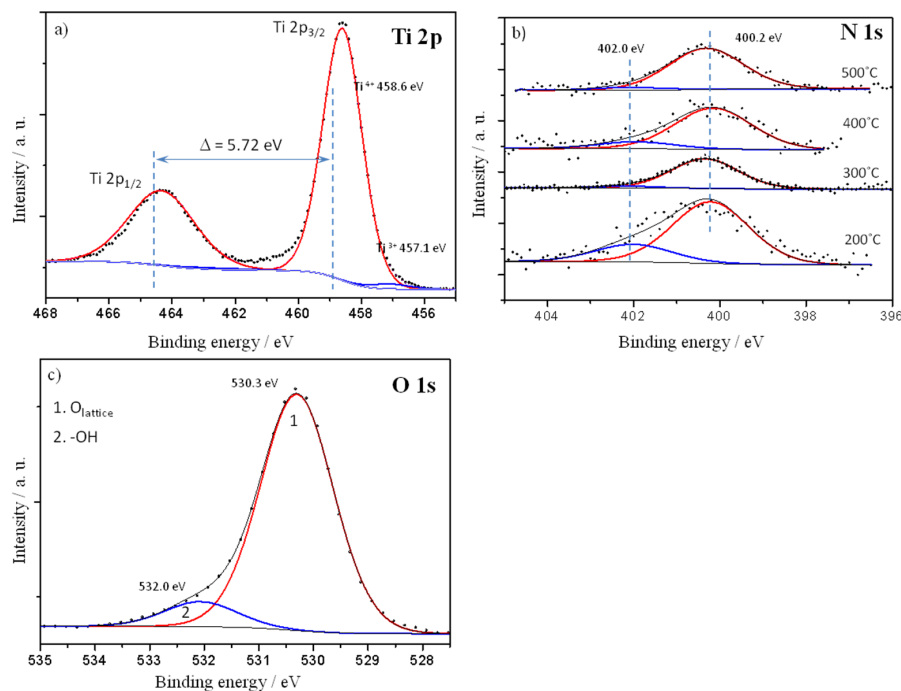 a)
Ti 2p₃/₂
Ti 2p
Ti⁴⁺ 458.6 eV
Δ = 5.72 eV
Ti 2p₁/₂
Ti³⁺ 457.1 eV
Intensity / a. u.
468 466 464 462 460 458 456
Binding energy / eV
b)
402.0 eV
400.2 eV
N 1s
500°C
400°C
300°C
200°C
Intensity / a. u.
404 402 400 398 396
Binding energy / eV
c)
530.3 eV
O 1s
1. O_lattice
1
2. -OH
532.0 eV
2
Intensity / a. u.
535 534 533 532 531 530 529 528
Binding energy / eV